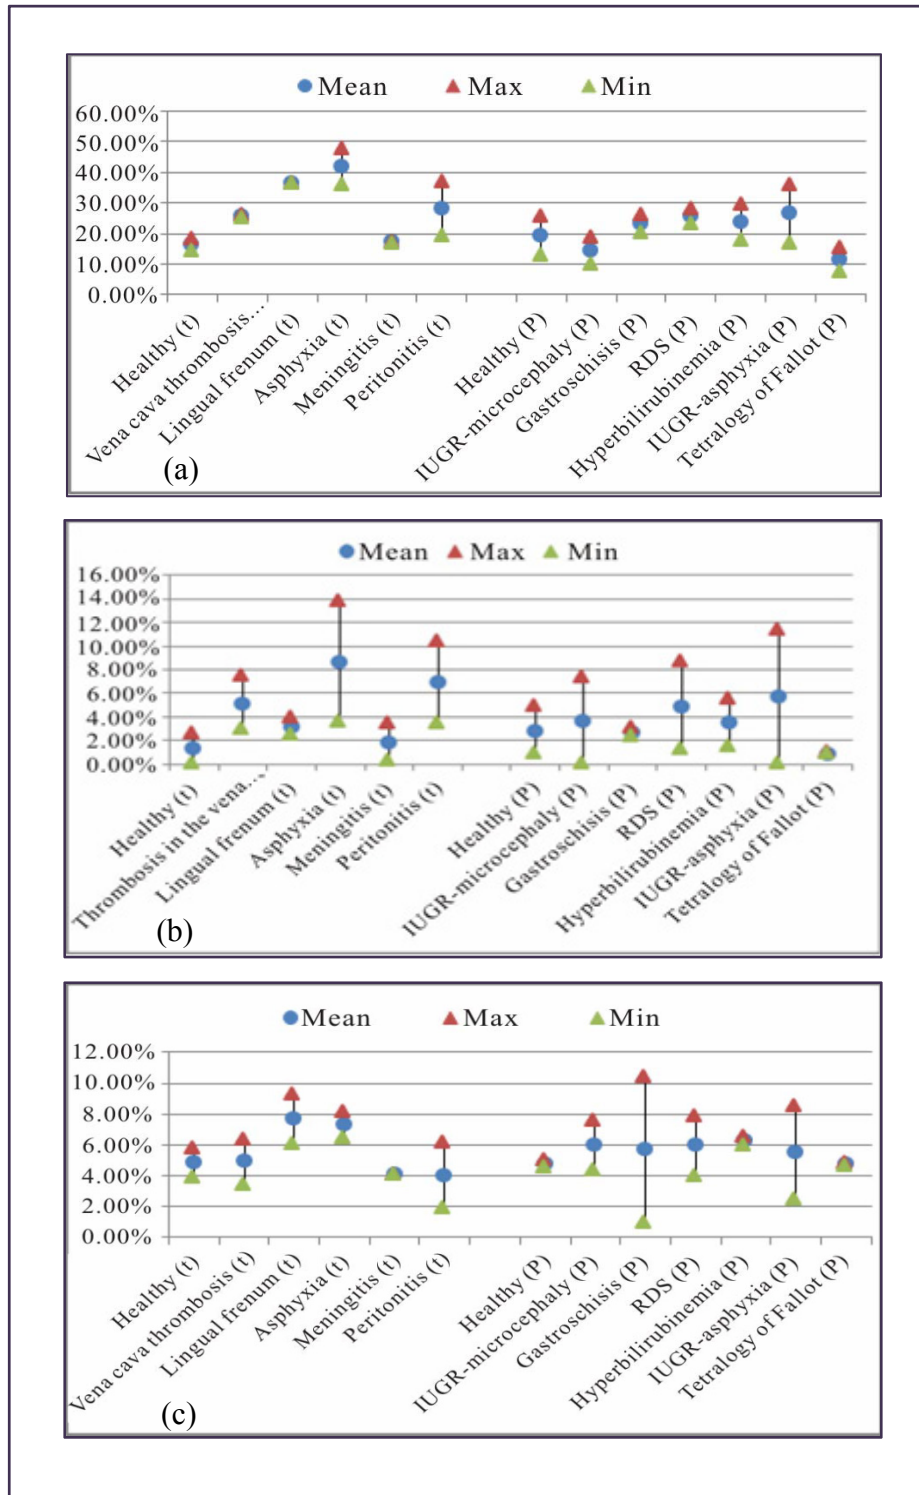 Mean Max Min
60.00%
50.00%
40.00%
30.00%
20.00%
10.00%
0.00%
Healthy (t)
Vena cava thrombosis...
Lingual frenum (t)
Asphyxia (t)
Meningitis (t)
Peritonitis (t)
Healthy (P)
IUGR-microcephaly (P)
Gastroschisis (P)
RDS (P)
Hyperbilirubinemia (P)
IUGR-asphyxia (P)
Tetralogy of Fallot (P)
(a)
Mean Max Min
16.00%
14.00%
12.00%
10.00%
8.00%
6.00%
4.00%
2.00%
0.00%
Healthy (t)
Thrombosis in the vena...
Lingual frenum (t)
Asphyxia (t)
Meningitis (t)
Peritonitis (t)
Healthy (P)
IUGR-microcephaly (P)
Gastroschisis (P)
RDS (P)
Hyperbilirubinemia (P)
IUGR-asphyxia (P)
Tetralogy of Fallot (P)
(b)
Mean Max Min
12.00%
10.00%
8.00%
6.00%
4.00%
2.00%
0.00%
Healthy (t)
Vena cava thrombosis (t)
Lingual frenum (t)
Asphyxia (t)
Meningitis (t)
Peritonitis (t)
Healthy (P)
IUGR-microcephaly (P)
Gastroschisis (P)
RDS (P)
Hyperbilirubinemia (P)
IUGR-asphyxia (P)
Tetralogy of Fallot (P)
(c)